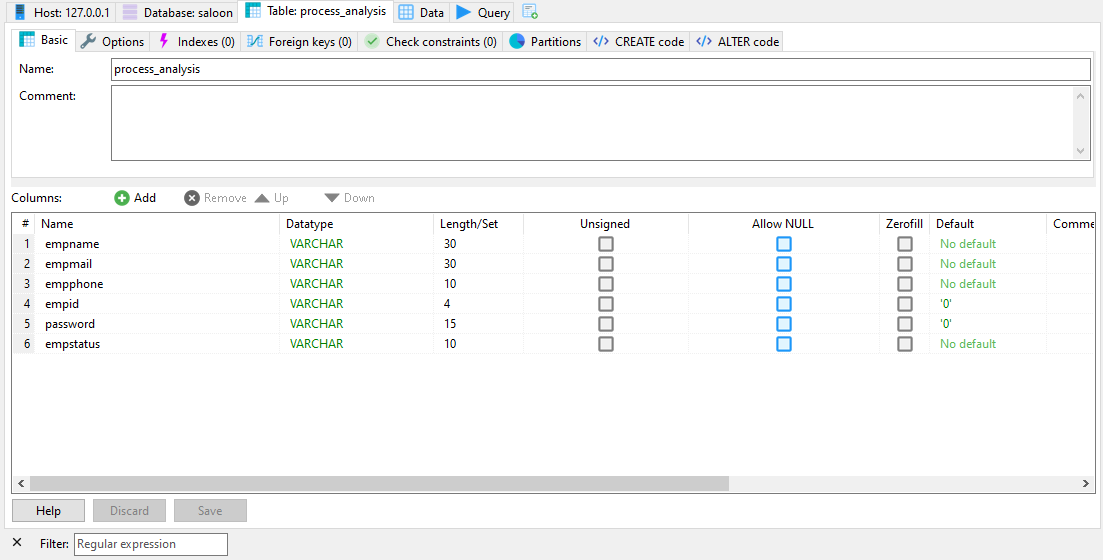 Host: 127.0.0.1 Database: saloon Table: process_analysis Data Query
Basic Options Indexes (0) Foreign keys (0) Check constraints (0) Partitions CREATE code ALTER code
Name: process_analysis
Comment:
Columns: Add Remove Up Down
# Name Datatype Length/Set Unsigned Allow NULL Zerofill Default Comme
1 empname VARCHAR 30 No default
2 empmail VARCHAR 30 No default
3 empphone VARCHAR 10 No default
4 empid VARCHAR 4 '0'
5 password VARCHAR 15 '0'
6 empstatus VARCHAR 10 No default
Help Discard Save
Filter: Regular expression